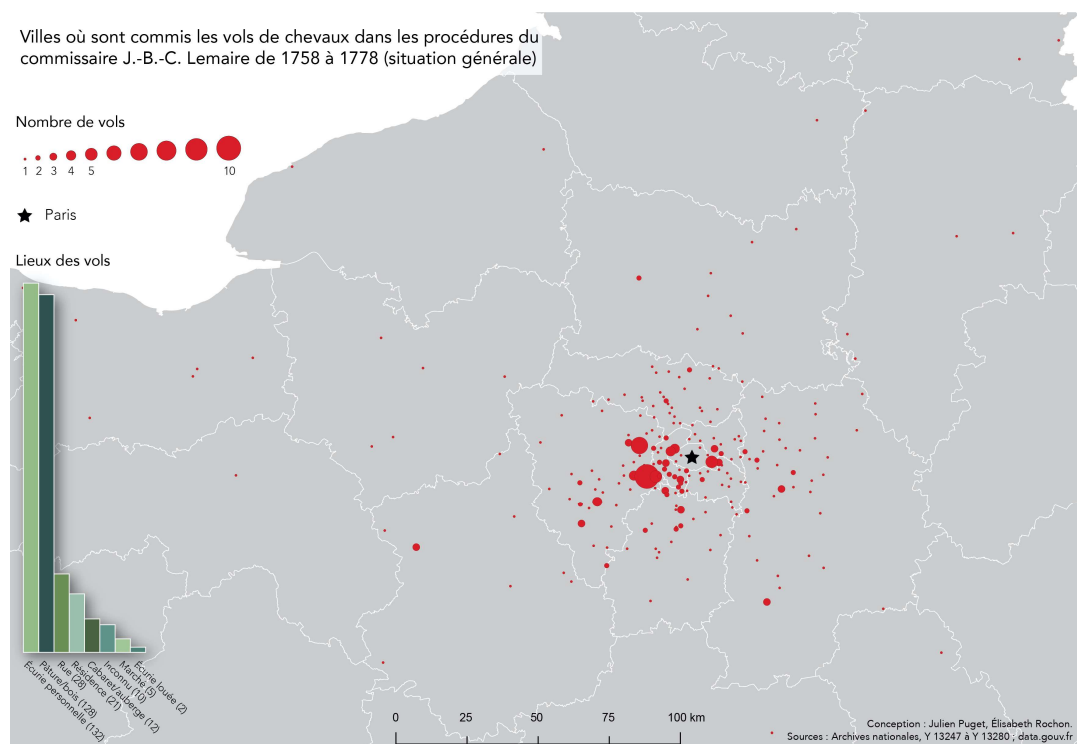 Villes où sont commis les vols de chevaux dans les procédures du
commissaire J.-B.-C. Lemaire de 1758 à 1778 (situation générale)
Nombre de vols
1 2 3 4 5 10
Paris
Lieux des vols
Écurie personnelle (132)
Pâture/bois (128)
Rue (28)
Résidence (21)
Cabaret/auberge (12)
Inconnu (10)
Marché (5)
Écurie louée (2)
0 25 50 75 100 km
Conception : Julien Puget, Élisabeth Rochon.
Sources : Archives nationales, Y 13247 à Y 13280 ; data.gouv.fr